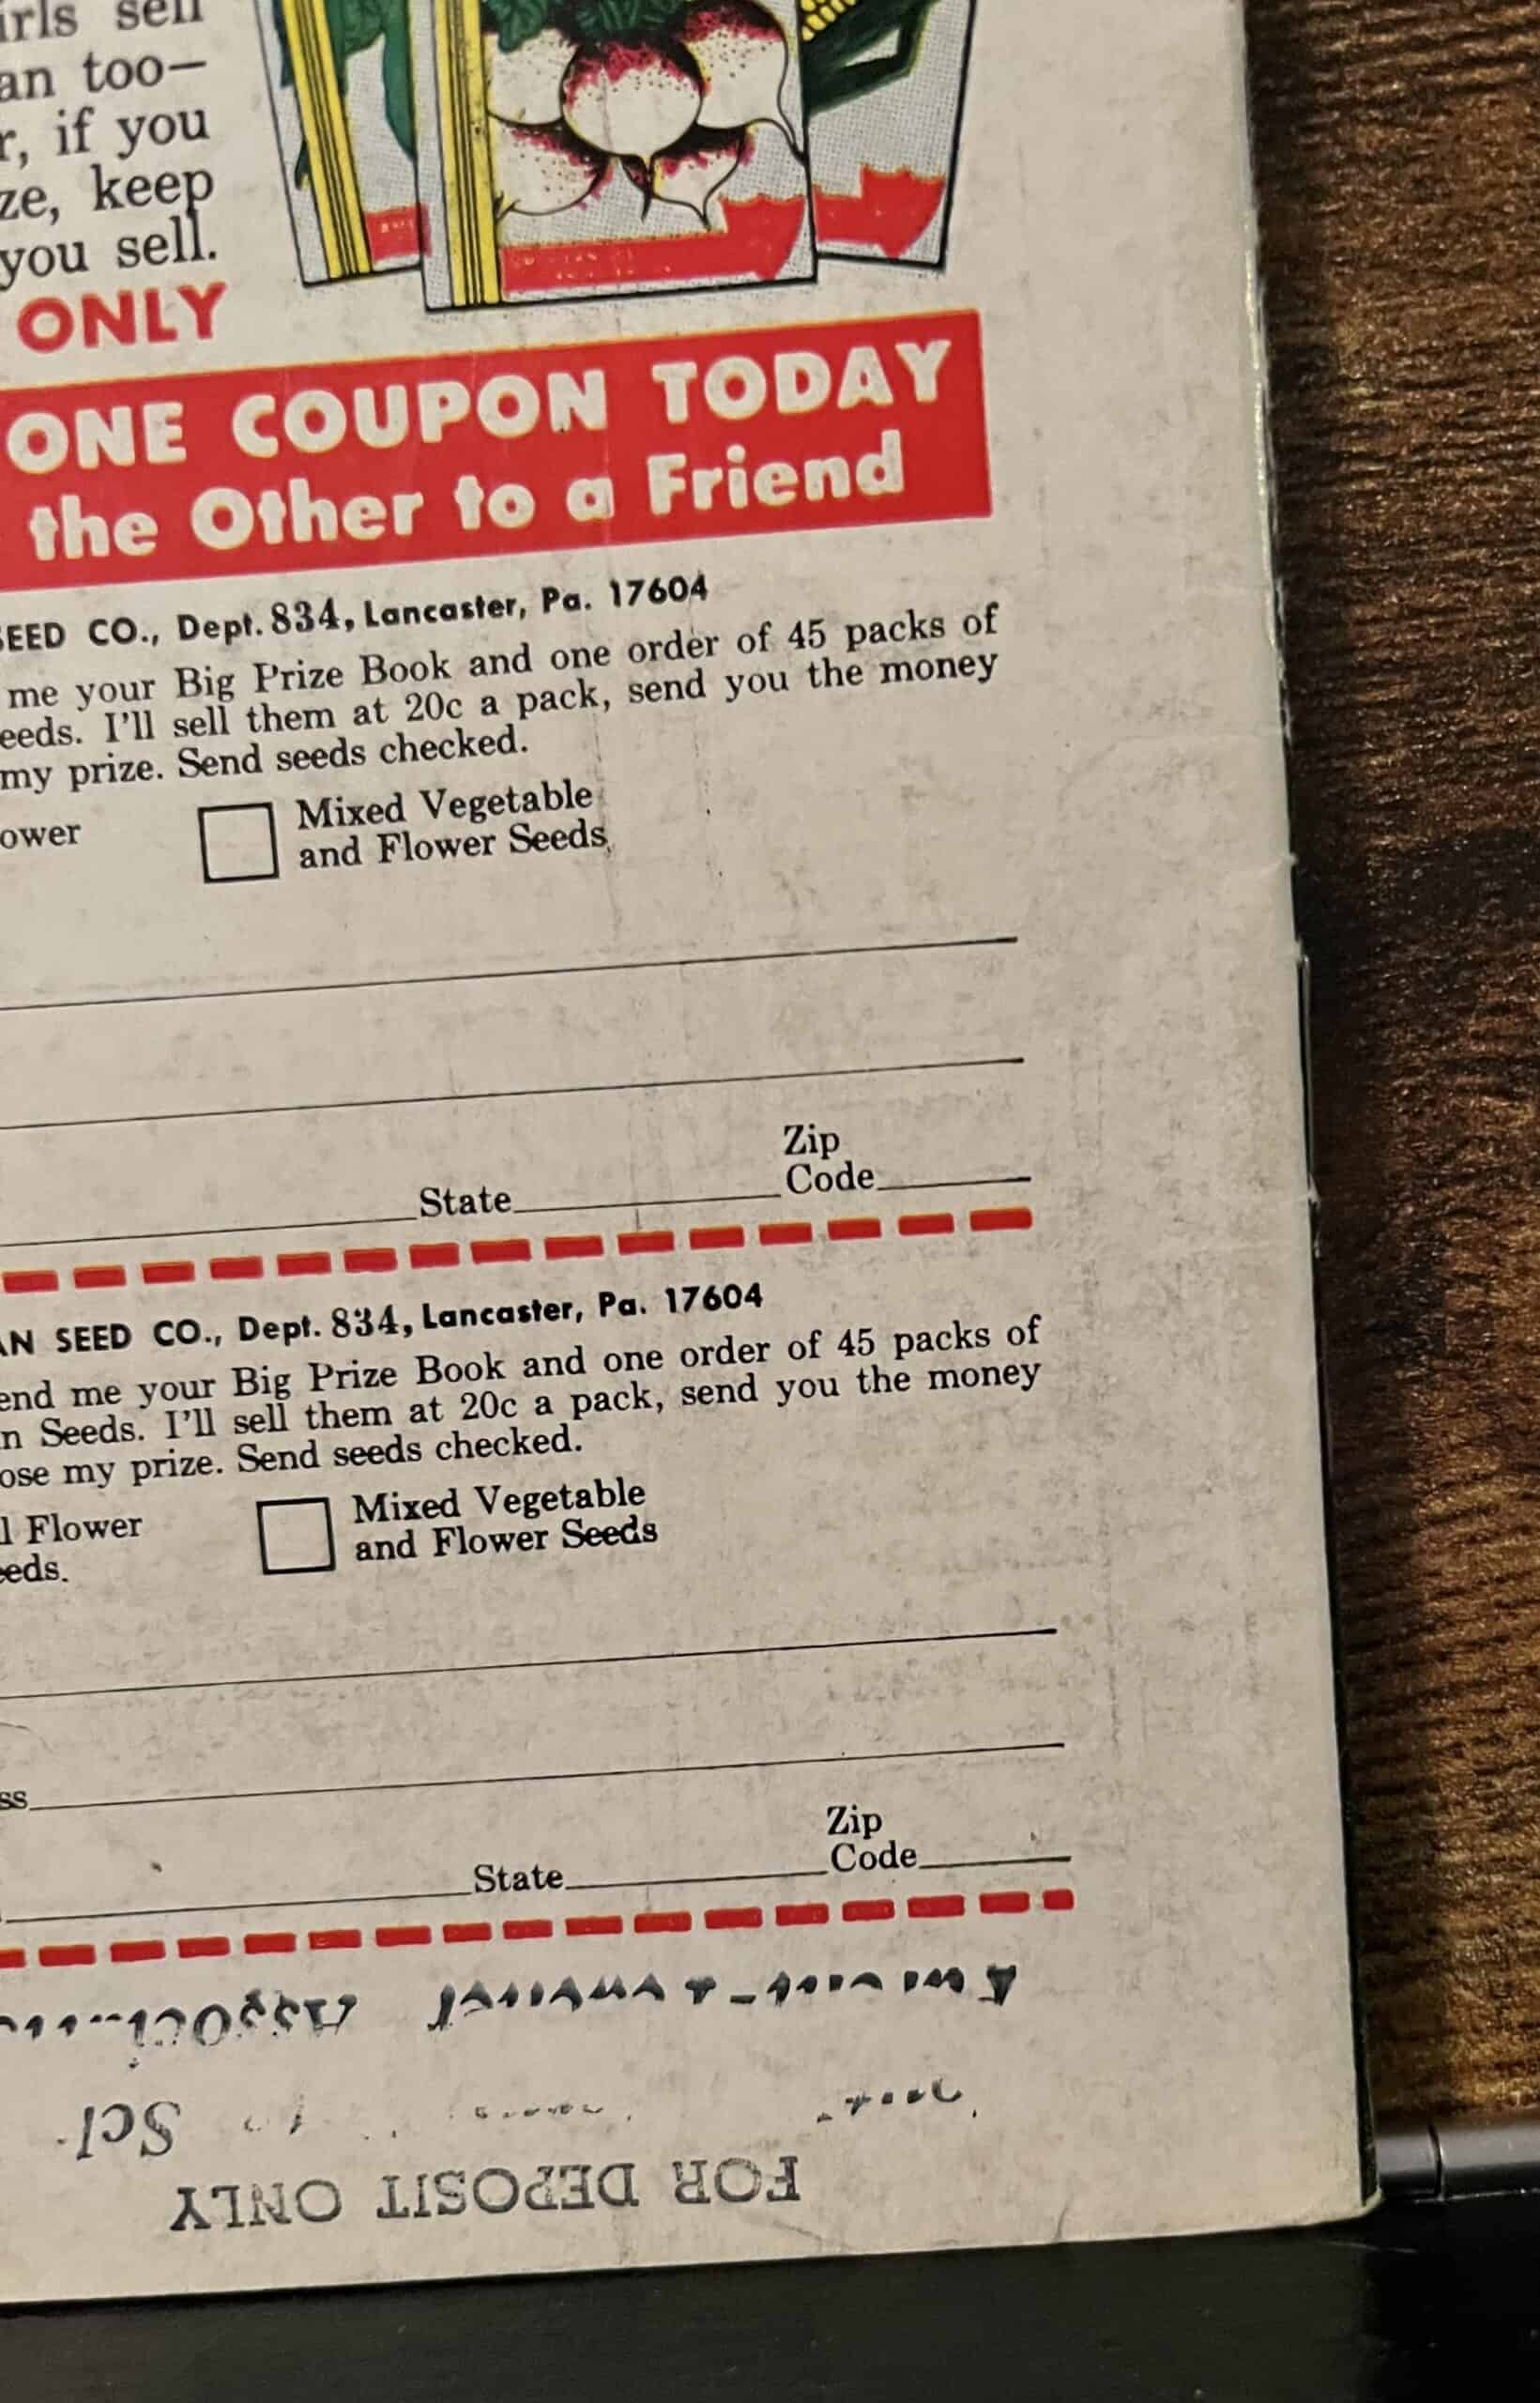 sell
an too—
if you
keep
you sell.
ONLY
ONE COUPON TODAY
the Other to a Friend
SEED CO., Dept. 834, Lancaster, Pa. 17604
me your Big Prize Book and one order of 45 packs of
eeds. I'll sell them at 20c a pack, send you the money
my prize. Send seeds checked.
ower
Mixed Vegetable
and Flower Seeds
State
Zip
Code
AN SEED CO., Dept. 834, Lancaster, Pa. 17604
end me your Big Prize Book and one order of 45 packs of
n Seeds. I'll sell them at 20c a pack, send you the money
ose my prize. Send seeds checked.
l Flower
eeds.
Mixed Vegetable
and Flower Seeds
ss
State
Zip
Code
FOR DEPOSIT ONLY